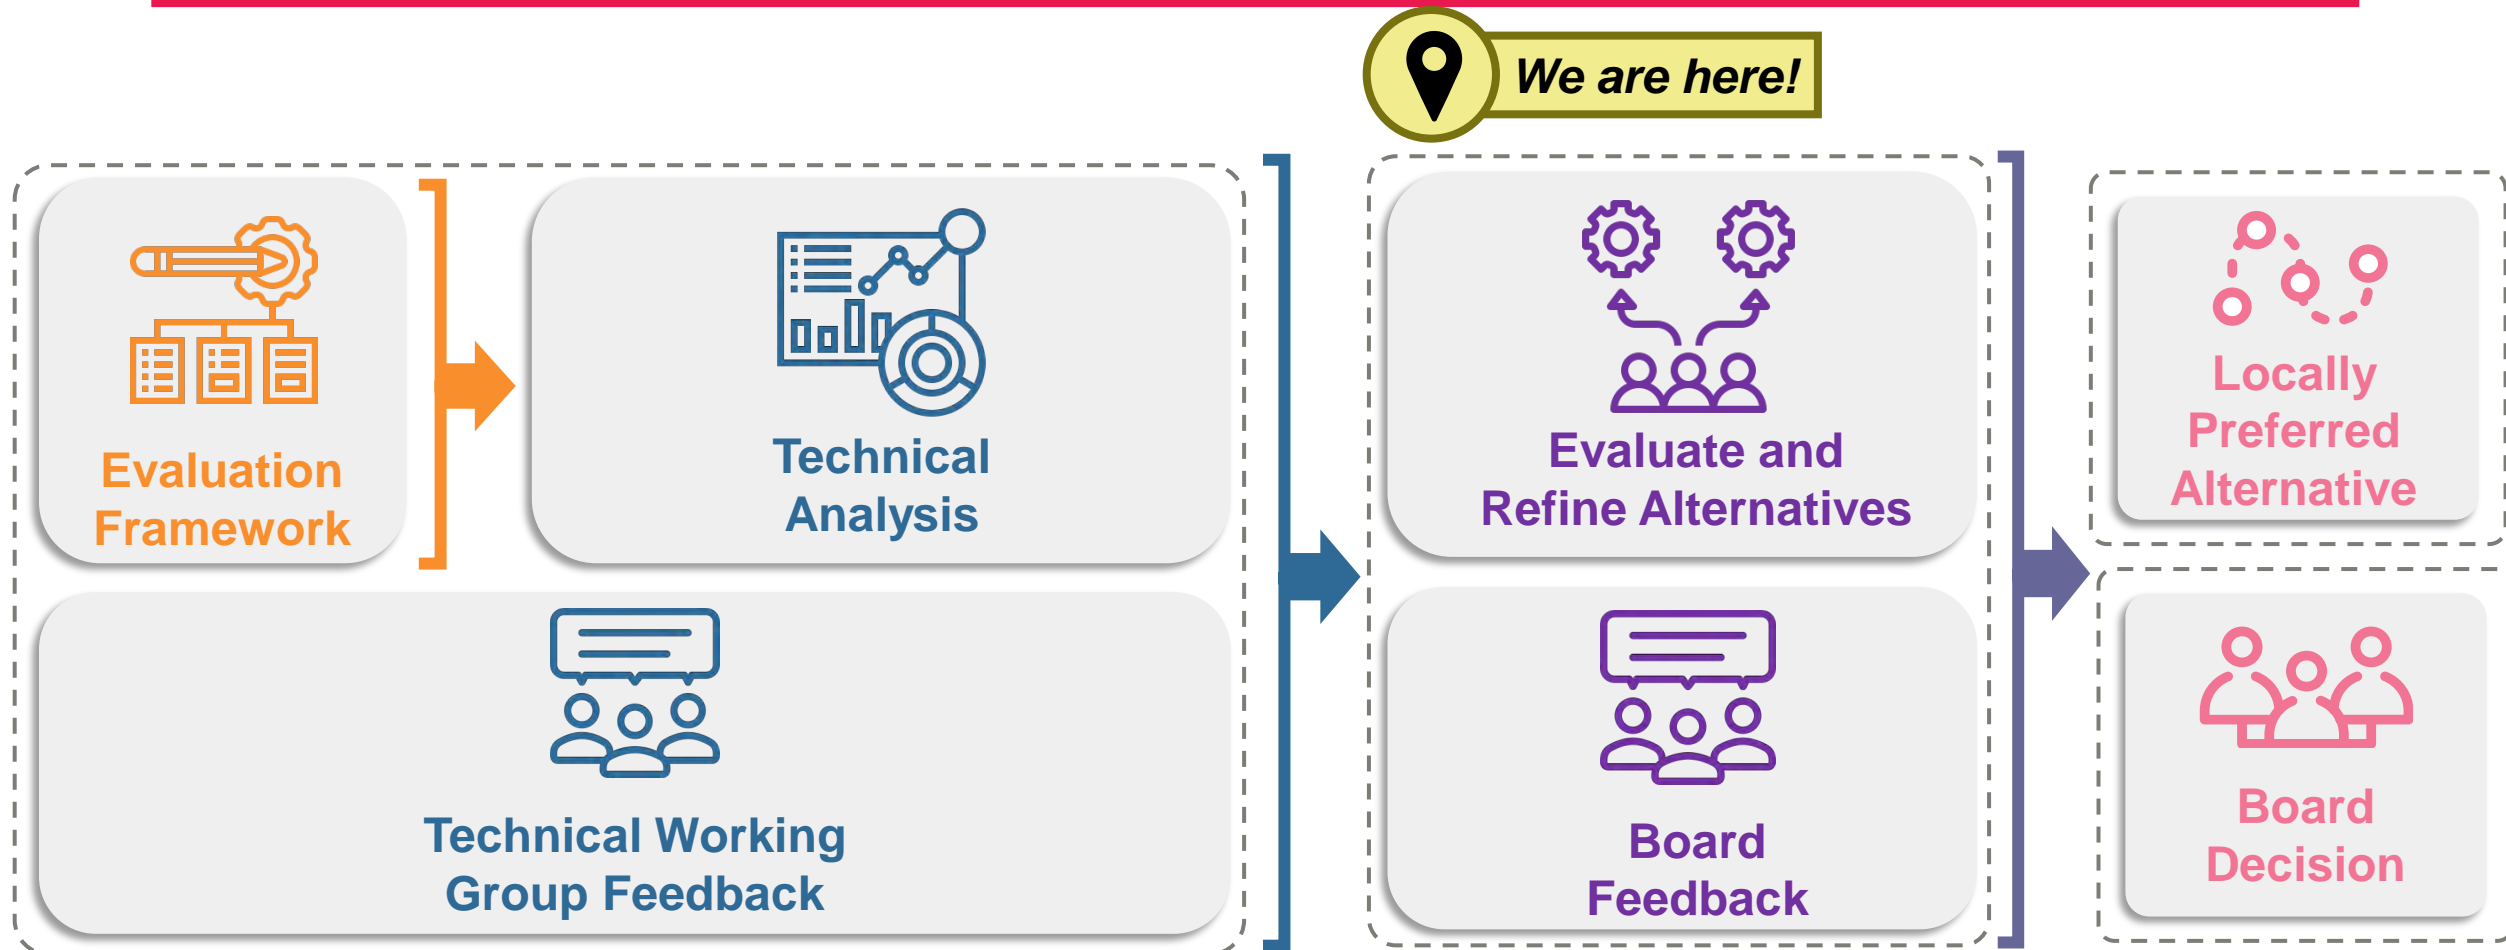 We are here!
Evaluation
Framework
Technical
Analysis
Technical Working
Group Feedback
Evaluate and
Refine Alternatives
Board
Feedback
Locally
Preferred
Alternative
Board
Decision